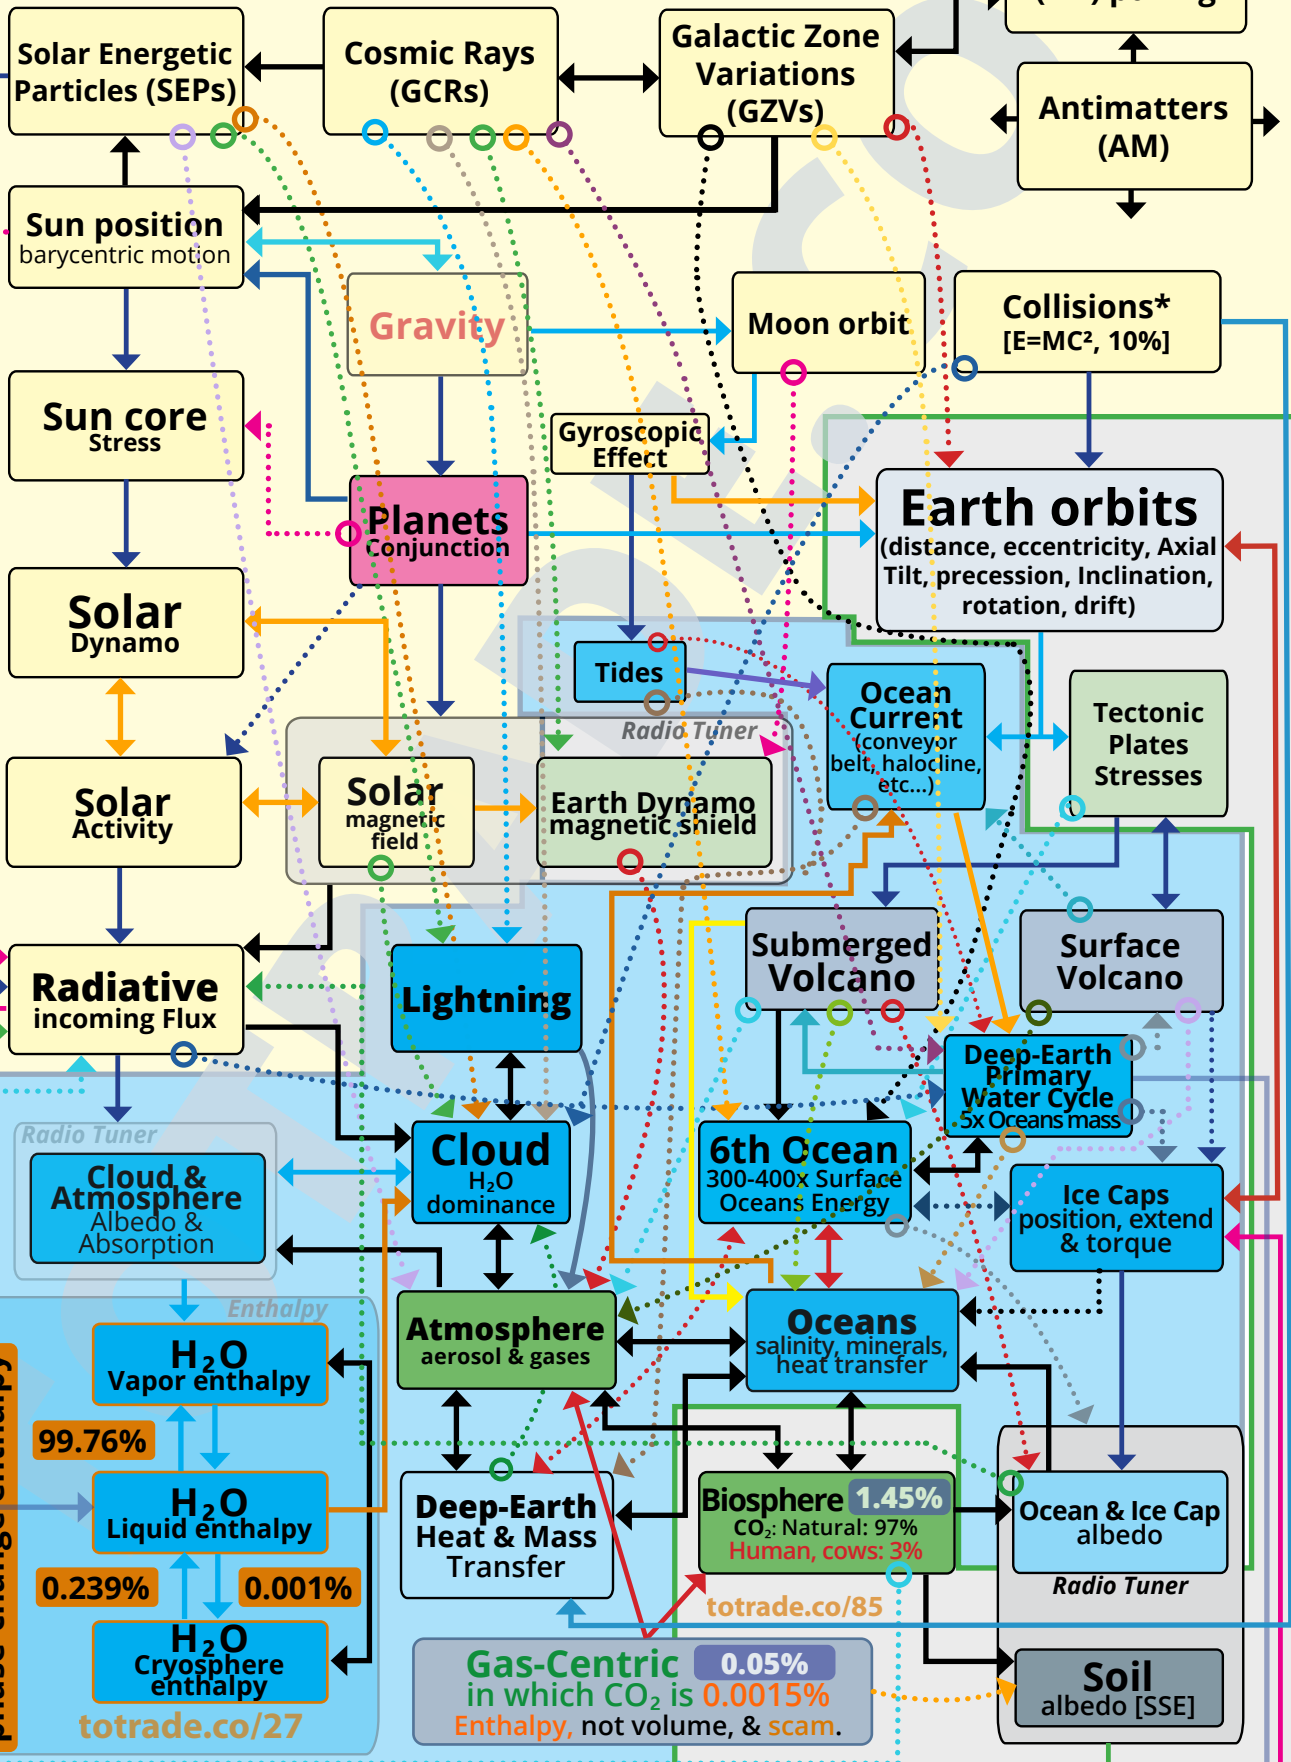 Solar Energetic
Particles (SEPs)
Cosmic Rays
(GCRs)
Galactic Zone
Variations
(GZVs)
Antimatters
(AM)
Sun position
barycentric motion
Gravity
Moon orbit
Collisions*
[E=MC², 10%]
Sun core
Stress
Gyroscopic
Effect
Planets
Conjunction
Earth orbits
(distance, eccentricity, Axial
Tilt, precession, Inclination,
rotation, drift)
Solar
Dynamo
Tides
Ocean
Current
(conveyor
belt, halocline,
etc...)
Tectonic
Plates
Stresses
Radio Tuner
Solar
Activity
Solar
magnetic
field
Earth Dynamo
magnetic shield
Submerged
Volcano
Surface
Volcano
Radiative
incoming Flux
Lightning
Deep-Earth
Primary
Water Cycle
5x Oceans mass
Radio Tuner
Cloud &
Atmosphere
Albedo &
Absorption
Cloud
H₂O
dominance
6th Ocean
300-400x Surface
Oceans Energy
Ice Caps
position, extend
& torque
Enthalpy
H₂O
Vapor enthalpy
Atmosphere
aerosol & gases
Oceans
salinity, minerals,
heat transfer
99.76%
phase change enthalpy
H₂O
Liquid enthalpy
Deep-Earth
Heat & Mass
Transfer
Biosphere 1.45%
CO₂: Natural: 97%
Human, cows: 3%
Ocean & Ice Cap
albedo
Radio Tuner
0.239%
0.001%
totrade.co/85
H₂O
Cryosphere
enthalpy
totrade.co/27
Gas-Centric 0.05%
in which CO₂ is 0.0015%
Enthalpy, not volume, & scam.
Soil
albedo [SSE]